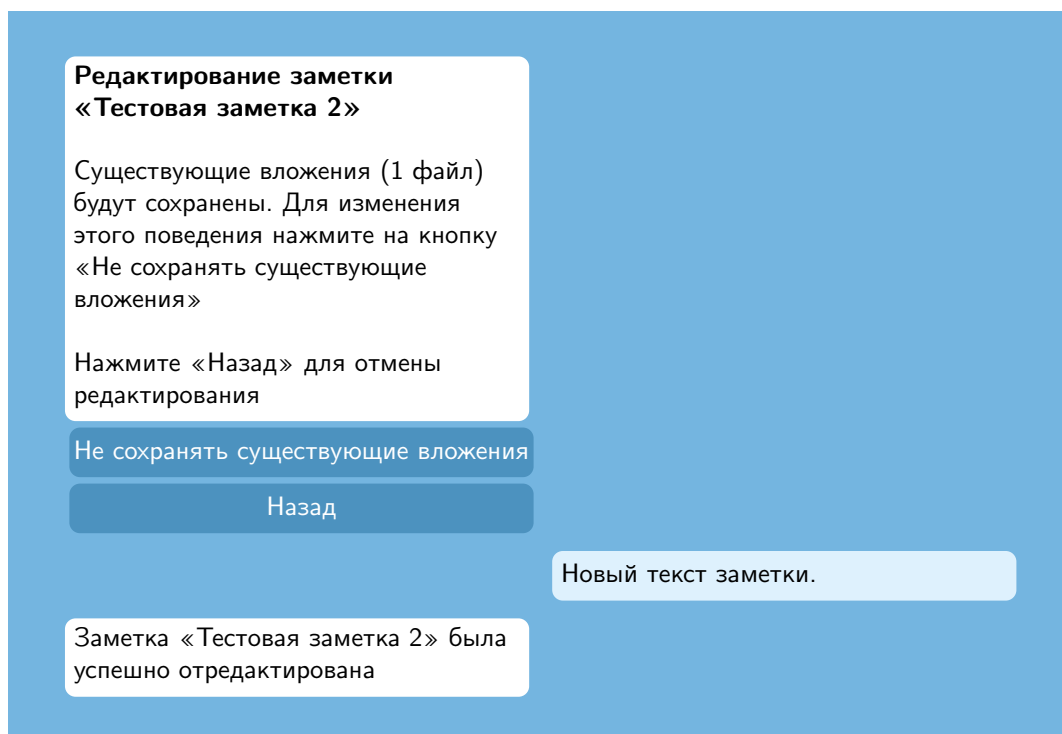 Редактирование заметки
«Тестовая заметка 2»
Существующие вложения (1 файл)
будут сохранены. Для изменения
этого поведения нажмите на кнопку
«Не сохранять существующие
вложения»
Нажмите «Назад» для отмены
редактирования
Не сохранять существующие вложения
Назад
Новый текст заметки.
Заметка «Тестовая заметка 2» была
успешно отредактирована